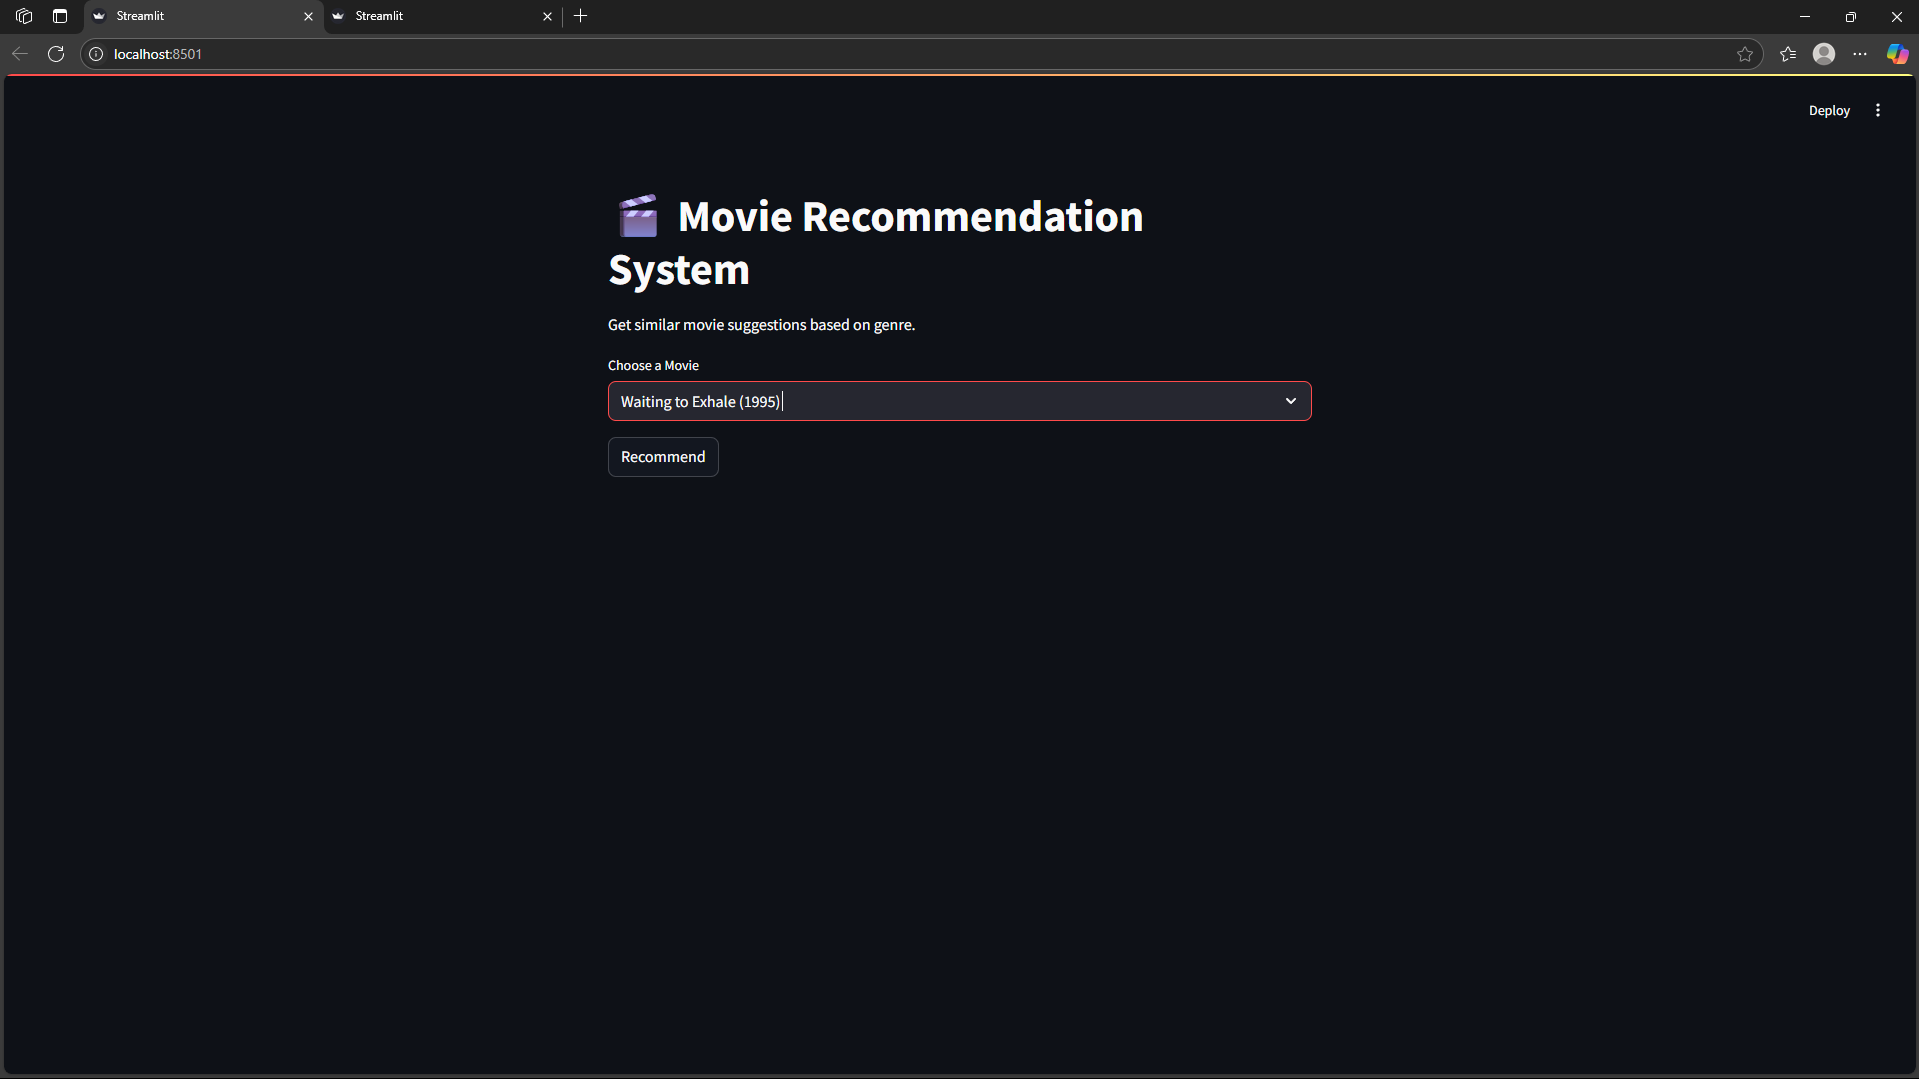 Streamlit
Streamlit
localhost:8501
Deploy
Movie Recommendation
System
Get similar movie suggestions based on genre.
Choose a Movie
Waiting to Exhale (1995)
Recommend